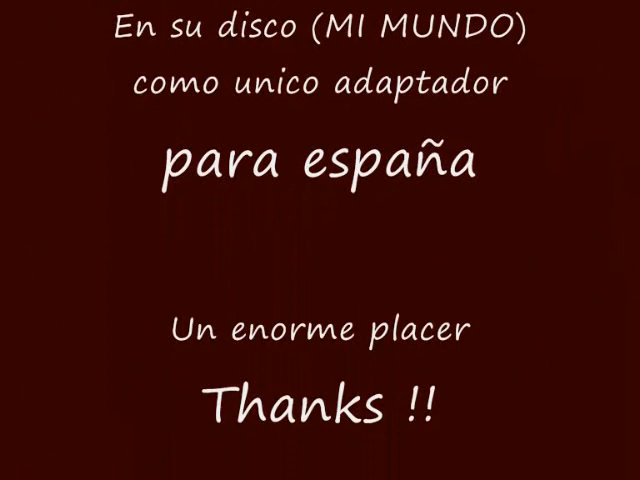 En su disco (MI MUNDO)
como unico adaptador
para españa
Un enorme placer
Thanks !!